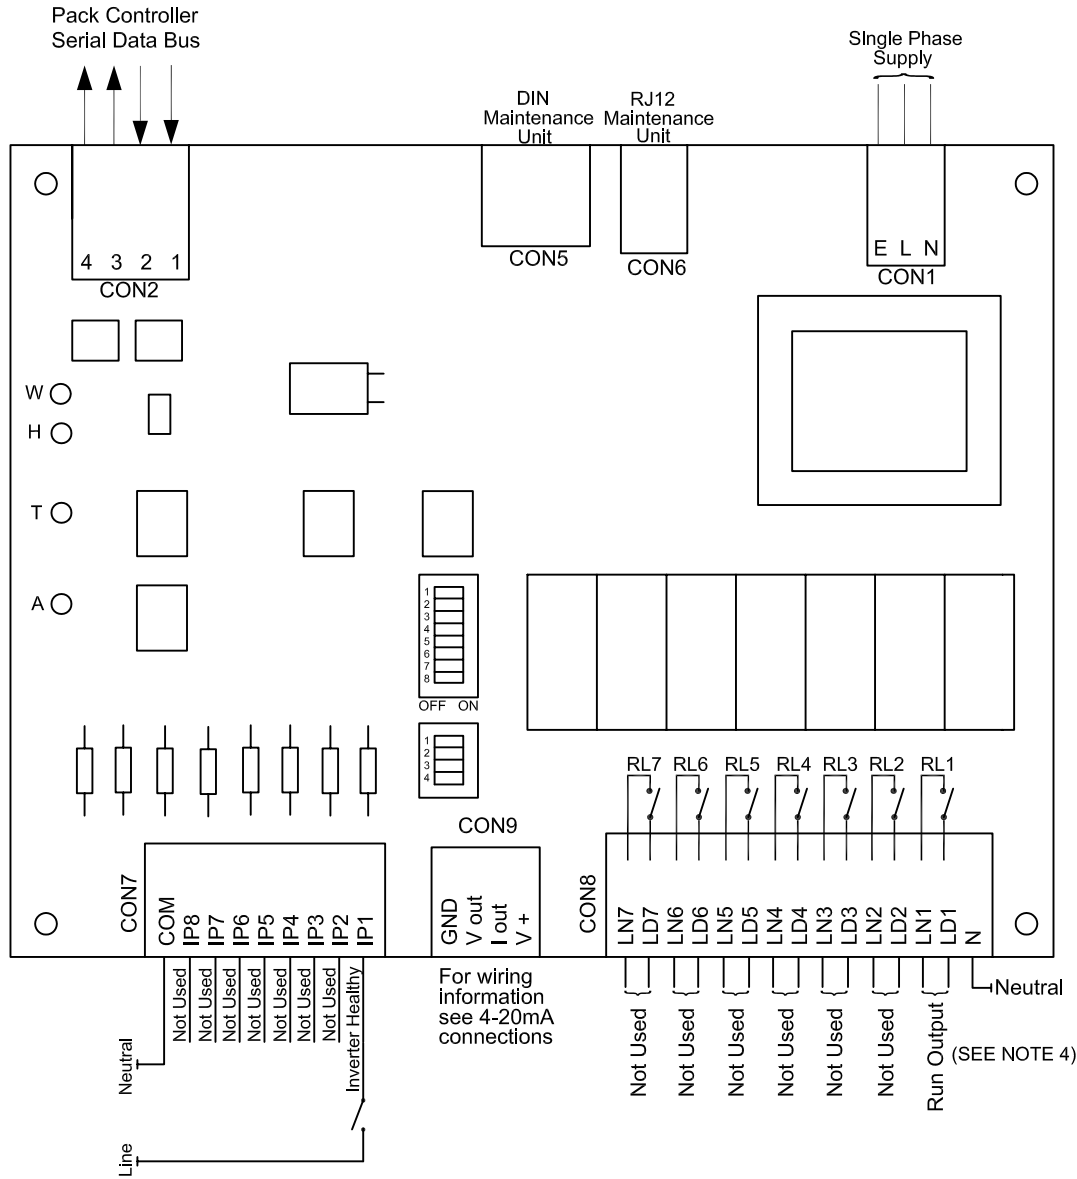 Pack Controller
Serial Data Bus
Single Phase
Supply
DIN
Maintenance
Unit
RJ12
Maintenance
Unit
4 3 2 1
CON2
CON5
CON6
E L N
CON1
W
H
T
A
1
2
3
4
5
6
7
8
OFF ON
1
2
3
4
RL7 RL6 RL5 RL4 RL3 RL2 RL1
CON9
CON7
COM
IP8
IP7
IP6
IP5
IP4
IP3
IP2
IP1
GND
V out
I out
V +
CON8
LN7
LD7
LN6
LD6
LN5
LD5
LN4
LD4
LN3
LD3
LN2
LD2
LN1
LD1
N
Not Used
Not Used
Not Used
Not Used
Not Used
Not Used
Not Used
Inverter Healthy
Neutral
Line
For wiring
information
see 4-20mA
connections
Not Used
Not Used
Not Used
Not Used
Not Used
Not Used
Run Output
(SEE NOTE 4)
Neutral